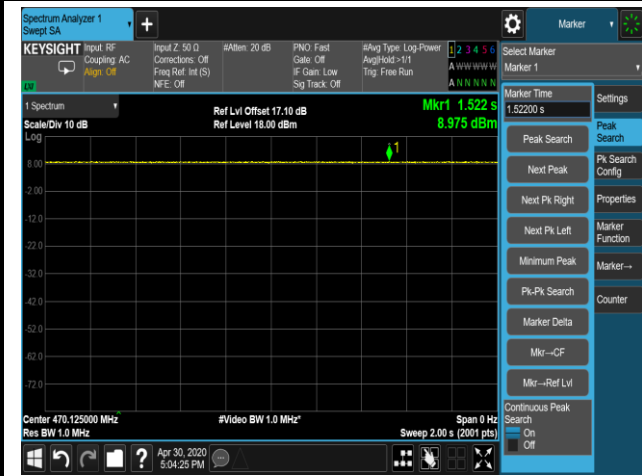 Spectrum Analyzer 1
Swept SA
Marker
KEYSIGHT
Input: RF
Coupling: AC
Align: Off
Input Z: 50 Ω
Corrections: Off
Freq Ref: Int (S)
NFE: Off
#Atten: 20 dB
PNO: Fast
Gate: Off
IF Gain: Low
Sig Track: Off
#Avg Type: Log-Power
Avg|Hold:>1/1
Trig: Free Run
1 2 3 4 5 6
A W W W W W
A N N N N N
Select Marker
Marker 1
1 Spectrum
Scale/Div 10 dB
Log
Ref Lvl Offset 17.10 dB
Ref Level 18.00 dBm
Mkr1 1.522 s
8.975 dBm
1
8.00
-2.00
-12.0
-22.0
-32.0
-42.0
-52.0
-62.0
-72.0
Center 470.125000 MHz
Res BW 1.0 MHz
#Video BW 1.0 MHz*
Span 0 Hz
Sweep 2.00 s (2001 pts)
Marker Time
1.52200 s
Peak Search
Next Peak
Next Pk Right
Next Pk Left
Minimum Peak
Pk-Pk Search
Marker Delta
Mkr→CF
Mkr→Ref Lvl
Continuous Peak
Search
On
Off
Settings
Peak
Search
Pk Search
Config
Properties
Marker
Function
Marker→
Counter
?
Apr 30, 2020
5:04:25 PM